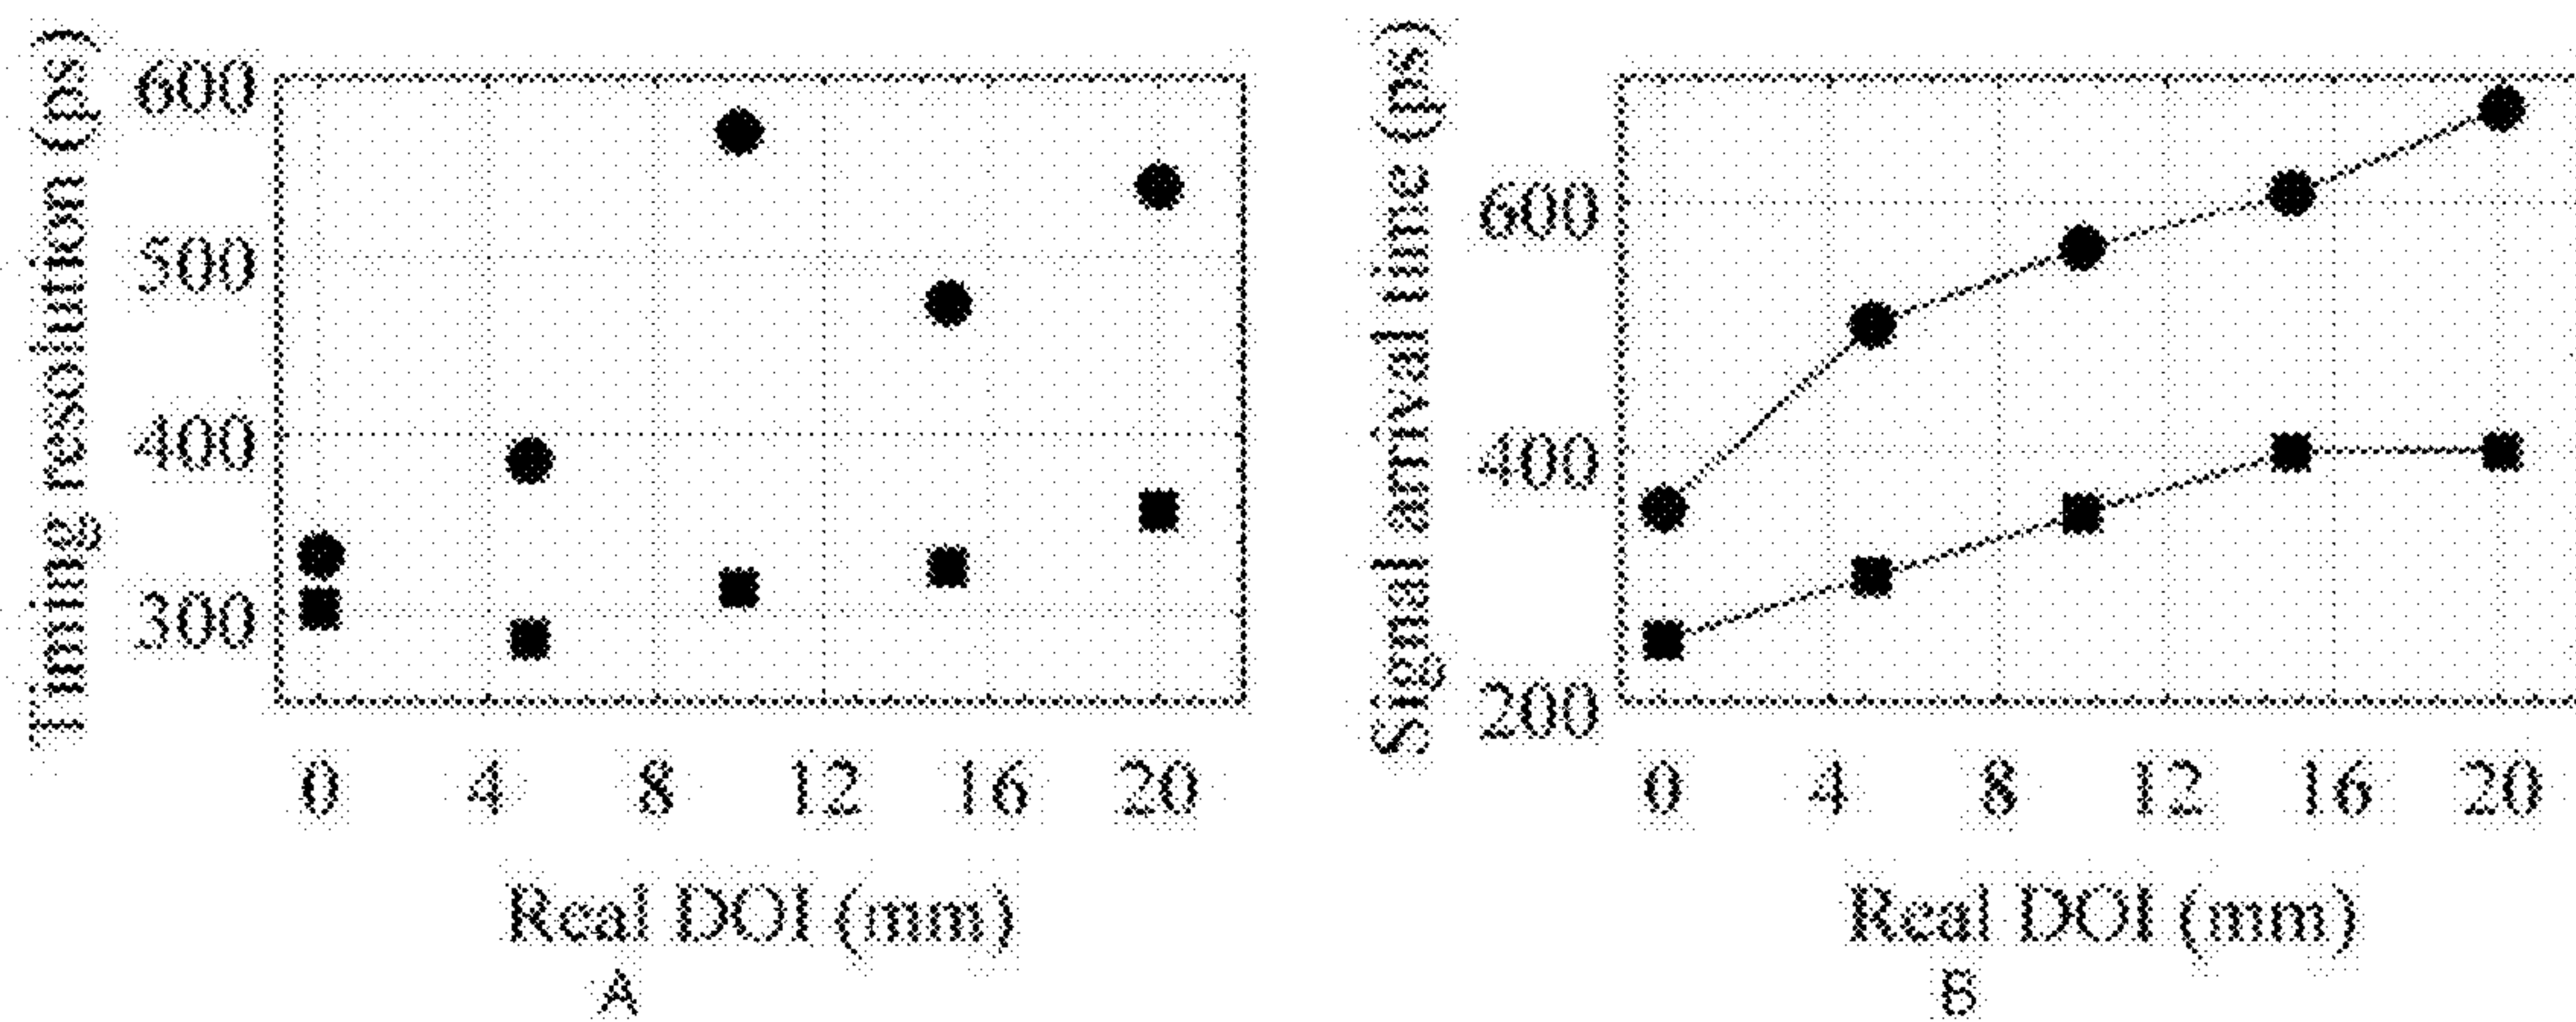 Timing resolution (ps)
600
500
400
300
0 4 8 12 16 20
Real DOI (mm)
A
Signal arrival time (ps)
600
400
200
0 4 8 12 16 20
Real DOI (mm)
B